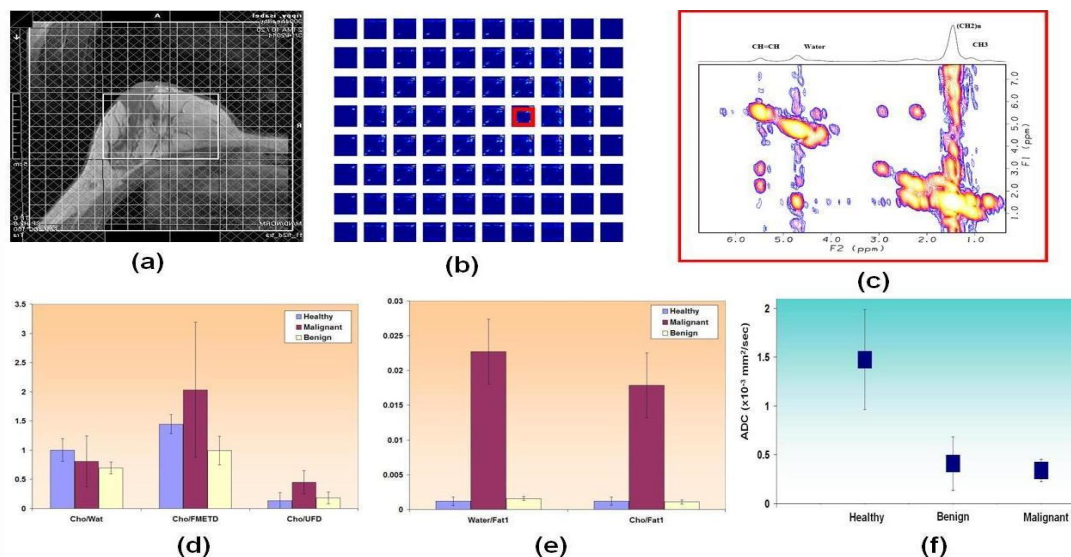 A
(a)
(b)
CH=CH
Water
(CH2)n
CH3
7.0
6.0
5.0
4.0
3.0
2.0
1.0
F1 (ppm)
6.0
5.0
4.0
3.0
2.0
1.0
F2 (ppm)
(c)
3.5
3
2.5
2
1.5
1
0.5
0
Healthy
Malignant
Benign
Cho/Wat
Cho/FMETD
Cho/UFD
(d)
0.03
0.025
0.02
0.015
0.01
0.005
0
Healthy
Malignant
Benign
Water/Fat1
Cho/Fat1
(e)
ADC (x10⁻³ mm²/sec)
2
1.5
1
0.5
0
Healthy
Benign
Malignant
(f)